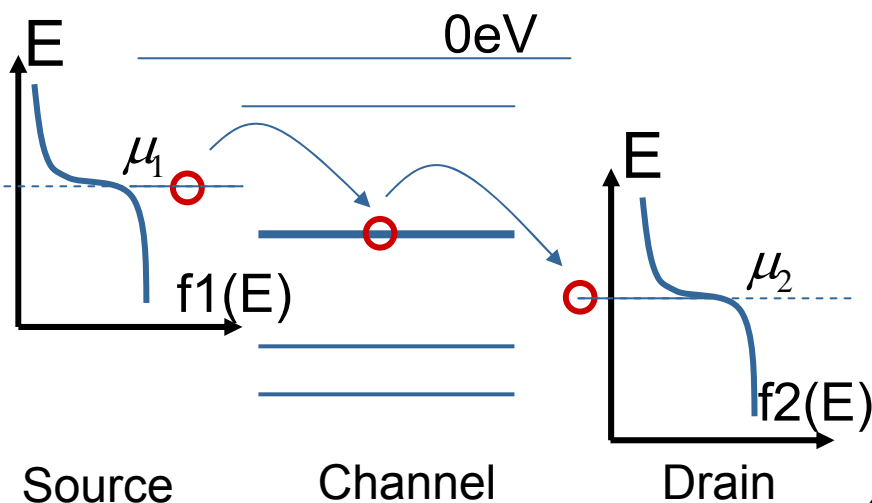 0eV
E
μ1
f1(E)
E
μ2
f2(E)
Source
Channel
Drain